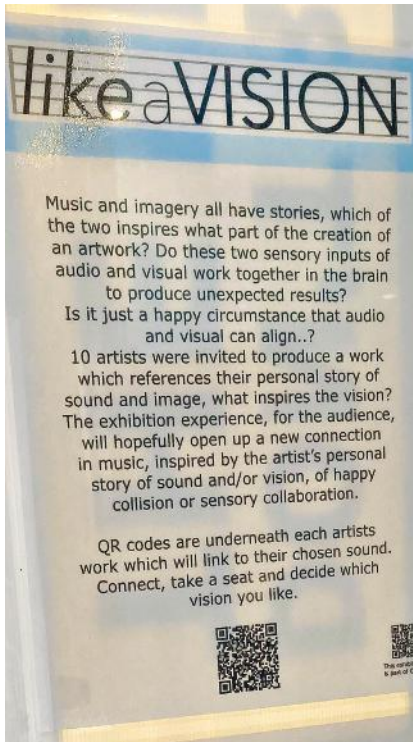 like a VISION
Music and imagery all have stories, which of
the two inspires what part of the creation of
an artwork? Do these two sensory inputs of
audio and visual work together in the brain
to produce unexpected results?
Is it just a happy circumstance that audio
and visual can align..?
10 artists were invited to produce a work
which references their personal story of
sound and image, what inspires the vision?
The exhibition experience, for the audience,
will hopefully open up a new connection
in music, inspired by the artist's personal
story of sound and/or vision, of happy
collision or sensory collaboration.
QR codes are underneath each artists
work which will link to their chosen sound.
Connect, take a seat and decide which
vision you like.
This
is part of